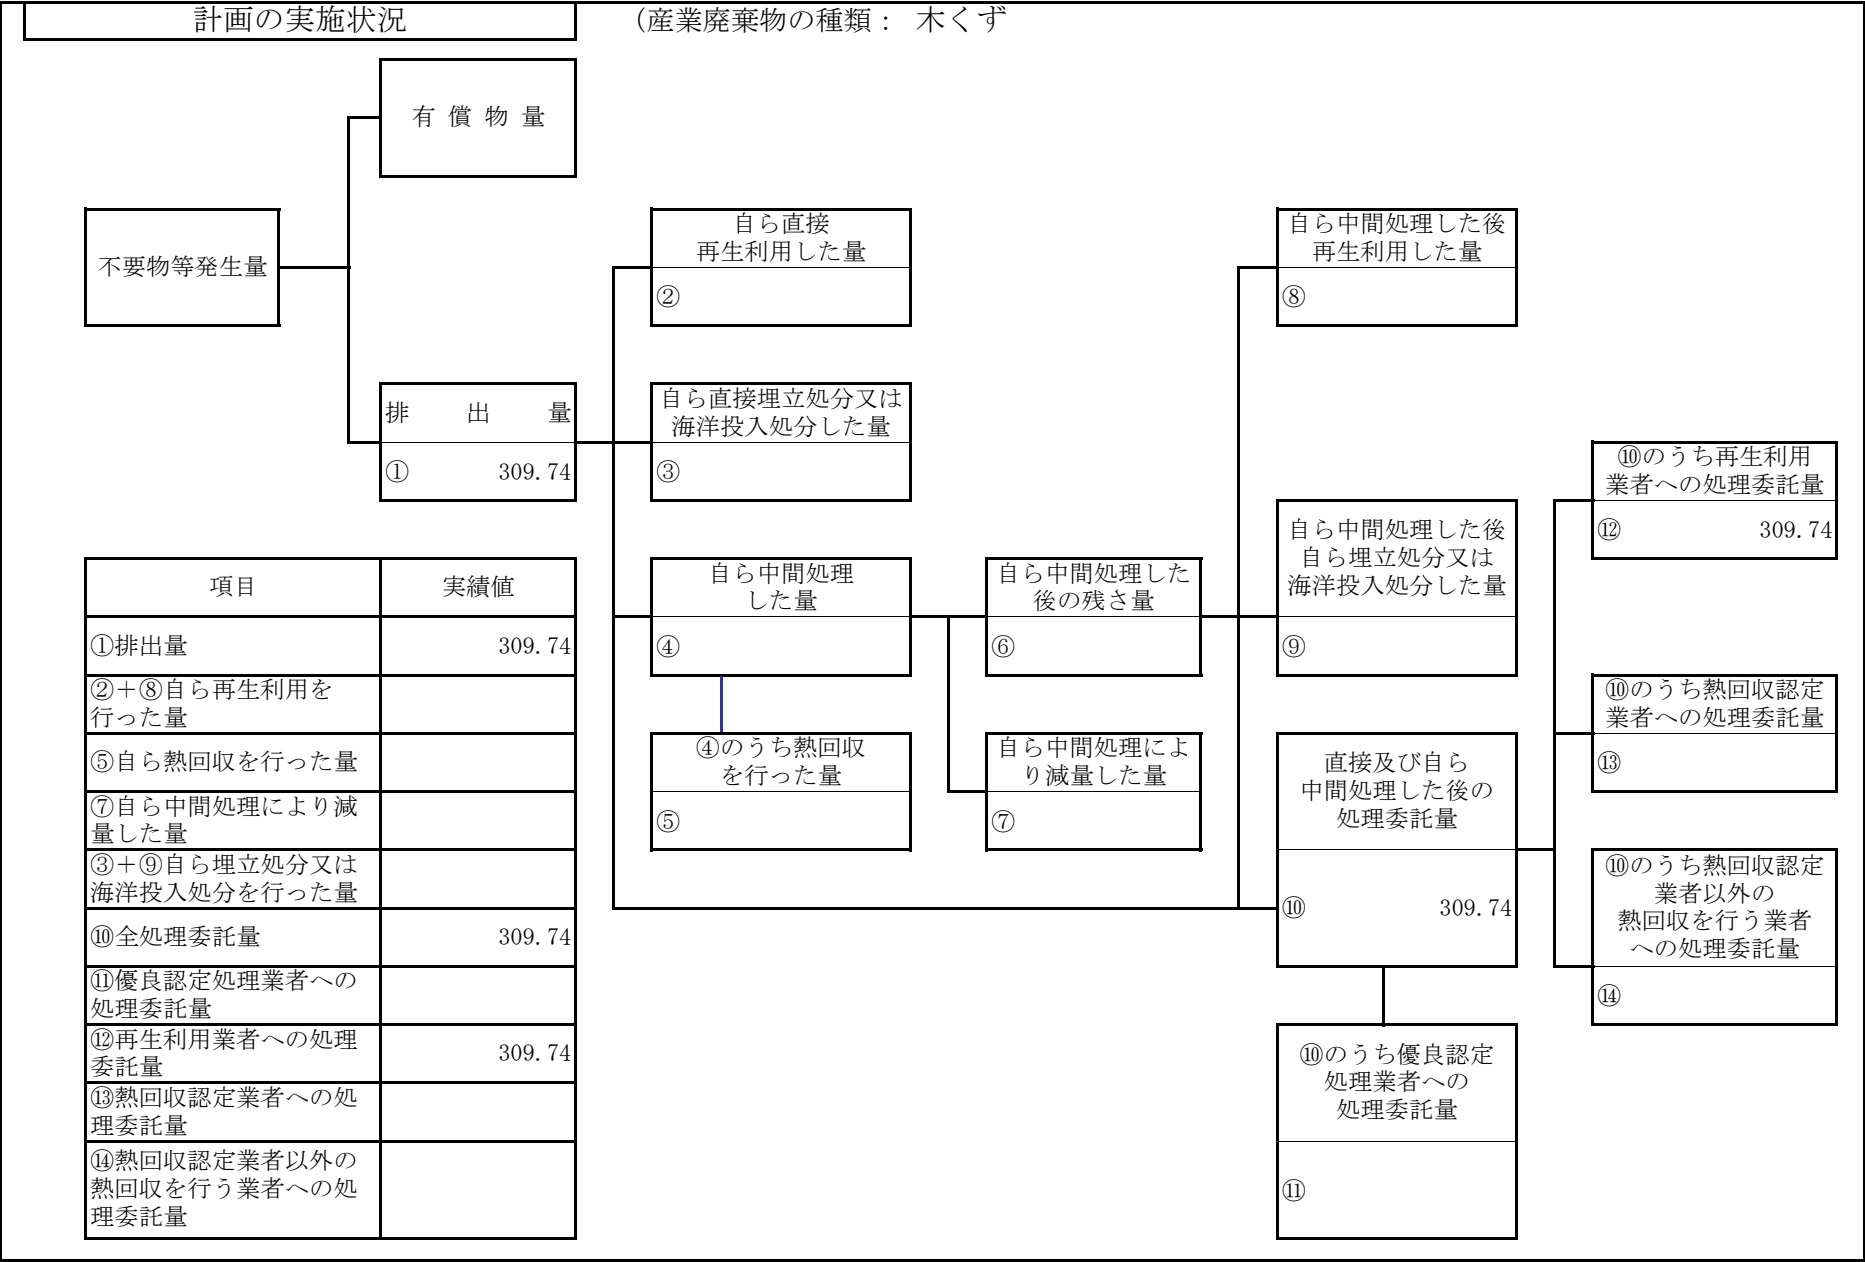 計画の実施状況
（産業廃棄物の種類： 木くず
有 償 物 量
不要物等発生量
自ら直接
再生利用した量
②
自ら中間処理した後
再生利用した量
⑧
排 出 量
① 309.74
自ら直接埋立処分又は
海洋投入処分した量
③
⑩のうち再生利用
業者への処理委託量
⑫ 309.74
自ら中間処理した後
自ら埋立処分又は
海洋投入処分した量
⑨
自ら中間処理
した量
④
自ら中間処理した
後の残さ量
⑥
④のうち熱回収
を行った量
⑤
自ら中間処理によ
り減量した量
⑦
直接及び自ら
中間処理した後の
処理委託量
⑩ 309.74
⑩のうち熱回収認定
業者への処理委託量
⑬
⑩のうち熱回収認定
業者以外の
熱回収を行う業者
への処理委託量
⑭
⑩のうち優良認定
処理業者への
処理委託量
⑪
項目 実績値
①排出量 309.74
②＋⑧自ら再生利用を
行った量
⑤自ら熱回収を行った量
⑦自ら中間処理により減
量した量
③＋⑨自ら埋立処分又は
海洋投入処分を行った量
⑩全処理委託量 309.74
⑪優良認定処理業者への
処理委託量
⑫再生利用業者への処理
委託量 309.74
⑬熱回収認定業者への処
理委託量
⑭熱回収認定業者以外の
熱回収を行う業者への処
理委託量